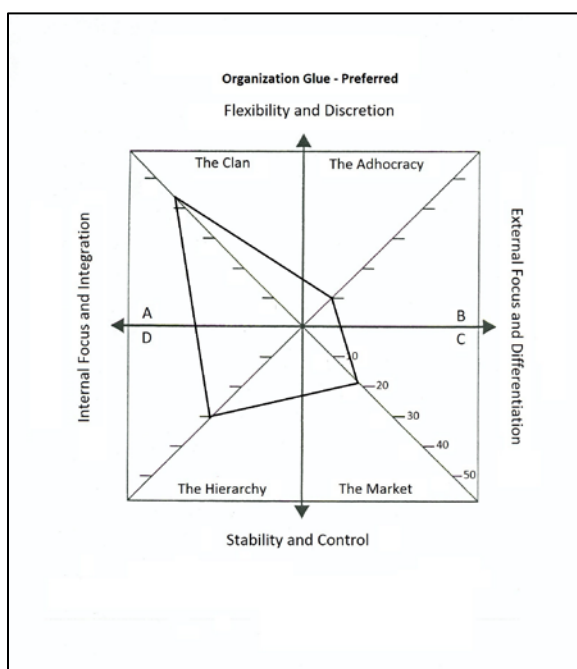 Organization Glue - Preferred
Flexibility and Discretion
The Clan
The Adhocracy
Internal Focus and Integration
External Focus and Differentiation
A
B
D
C
10
20
30
40
50
The Hierarchy
The Market
Stability and Control